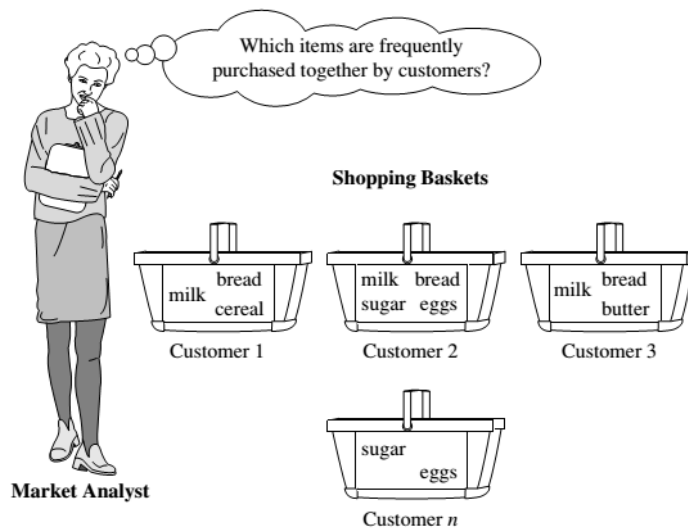 Which items are frequently
purchased together by customers?
Shopping Baskets
milk
bread
cereal
Customer 1
milk bread
sugar eggs
Customer 2
milk
bread
butter
Customer 3
sugar
eggs
Customer n
Market Analyst